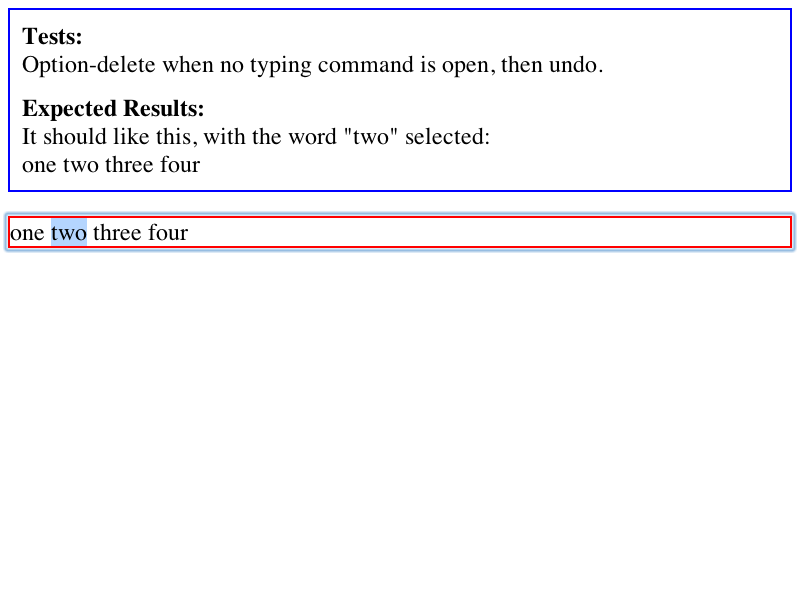 Tests:
Option-delete when no typing command is open, then undo.
Expected Results:
It should like this, with the word "two" selected:
one two three four
one two three four